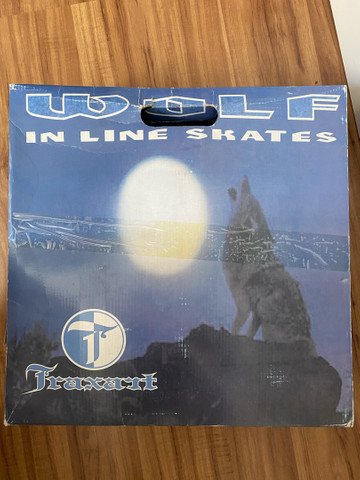 WOLF
IN LINE SKATES
T
Traxart